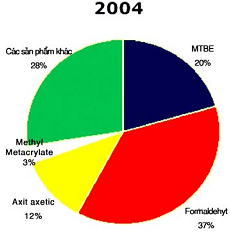 2004
Các sản phẩm khác
28%
MTBE
20%
Methyl
Metacrylate
3%
Axit axetic
12%
Formaldehyt
37%